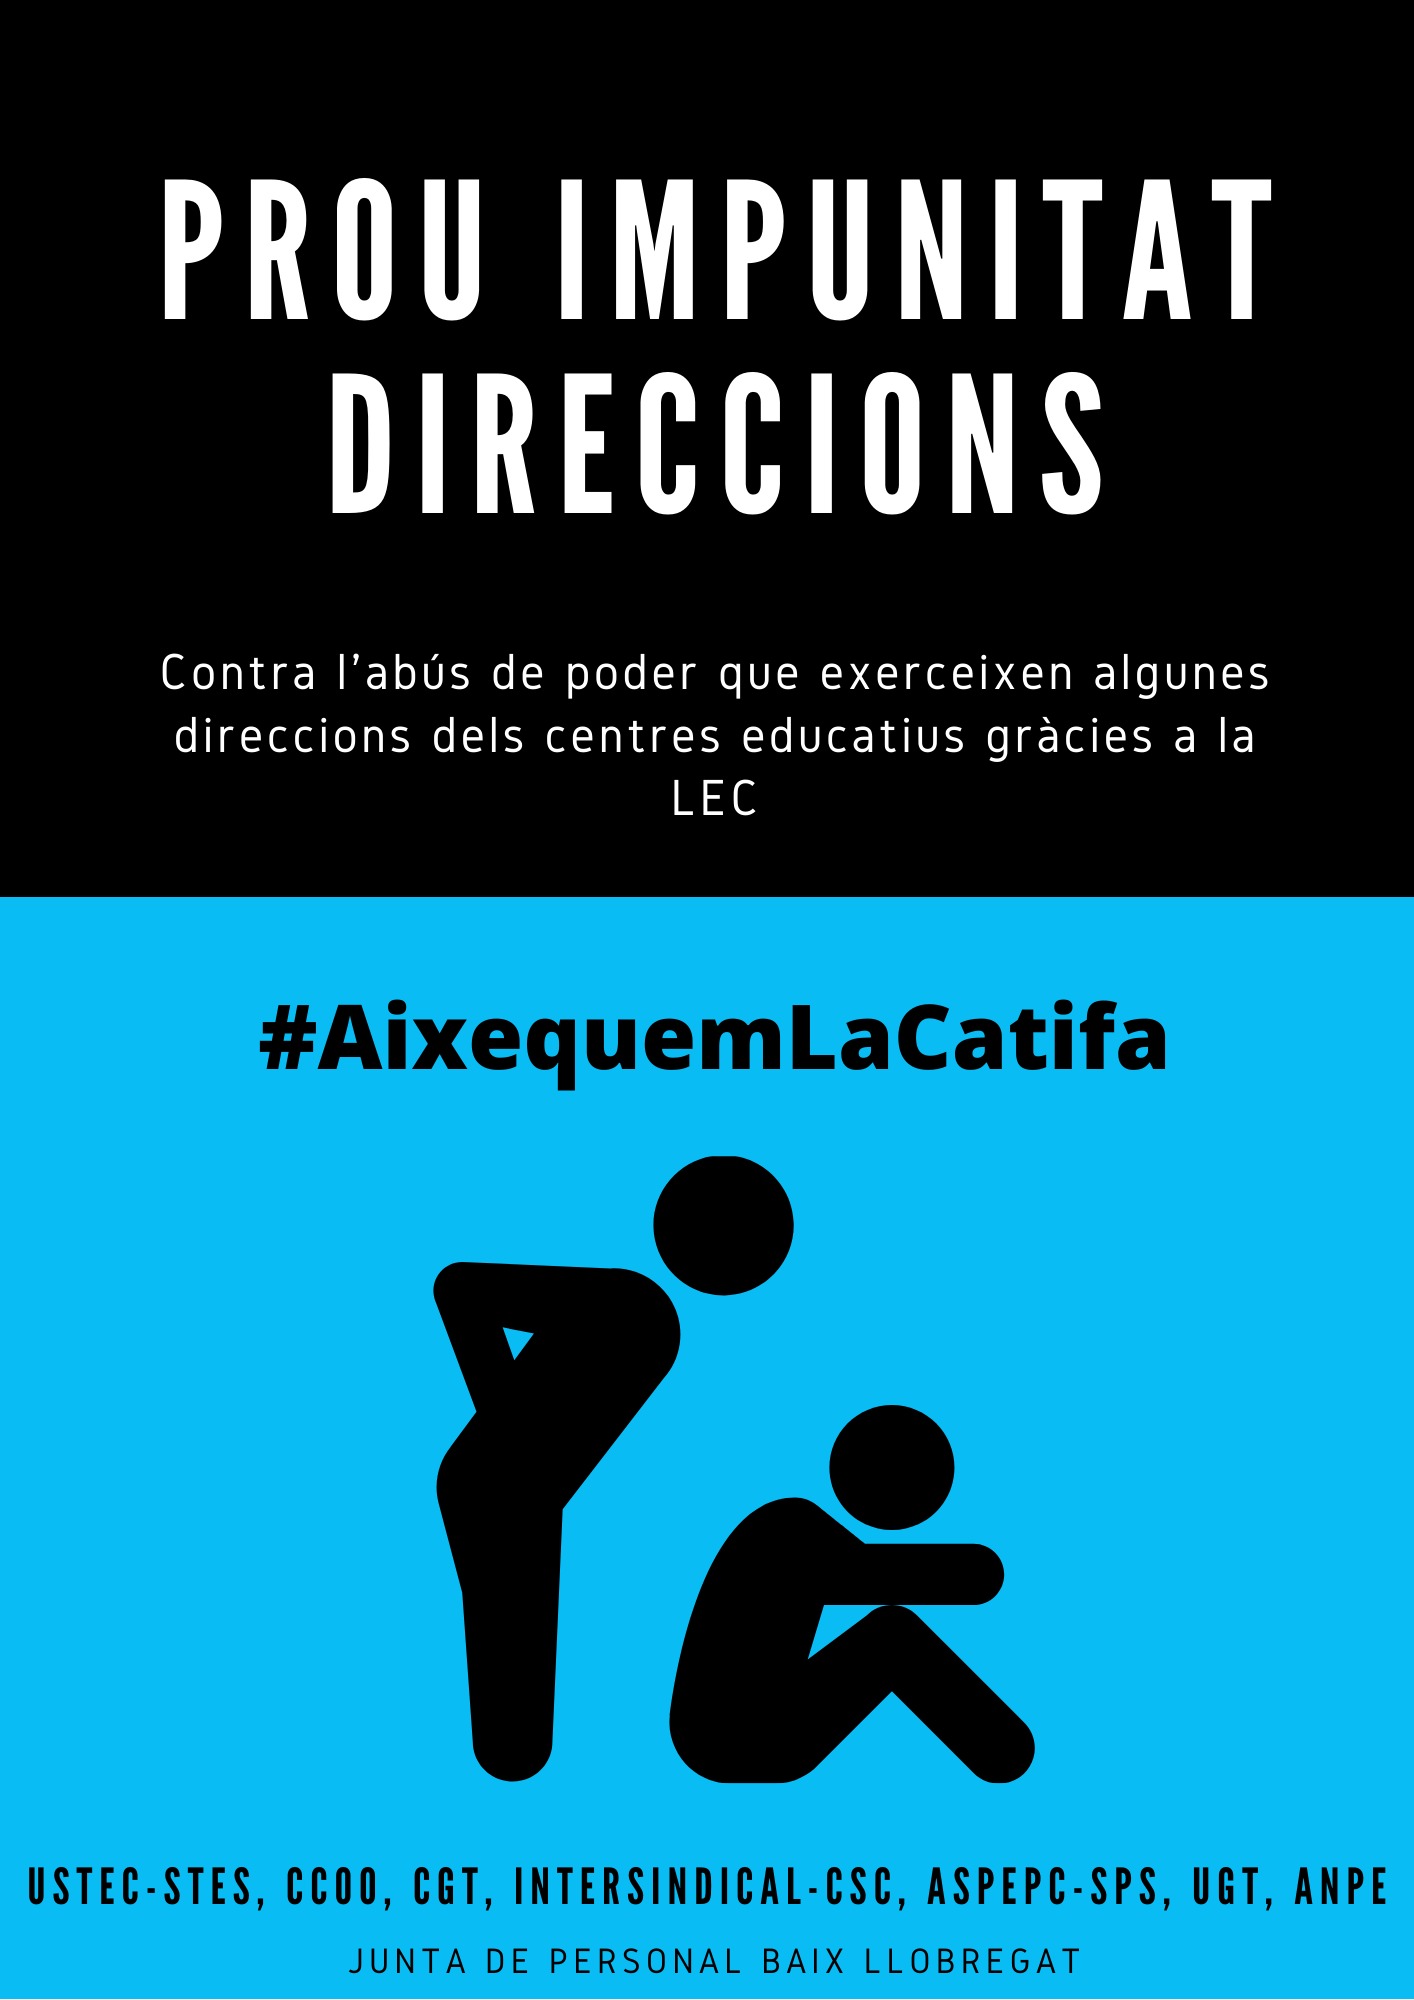 PROU IMPUNITAT
DIRECCIONS
Contra l’abús de poder que exerceixen algunes
direccions dels centres educatius gràcies a la
LEC
#AixequemLaCatifa
USTEC-STES, CCOO, CGT, INTERSINDICAL-CSC, ASPEPC-SPS, UGT, ANPE
JUNTA DE PERSONAL BAIX LLOBREGAT